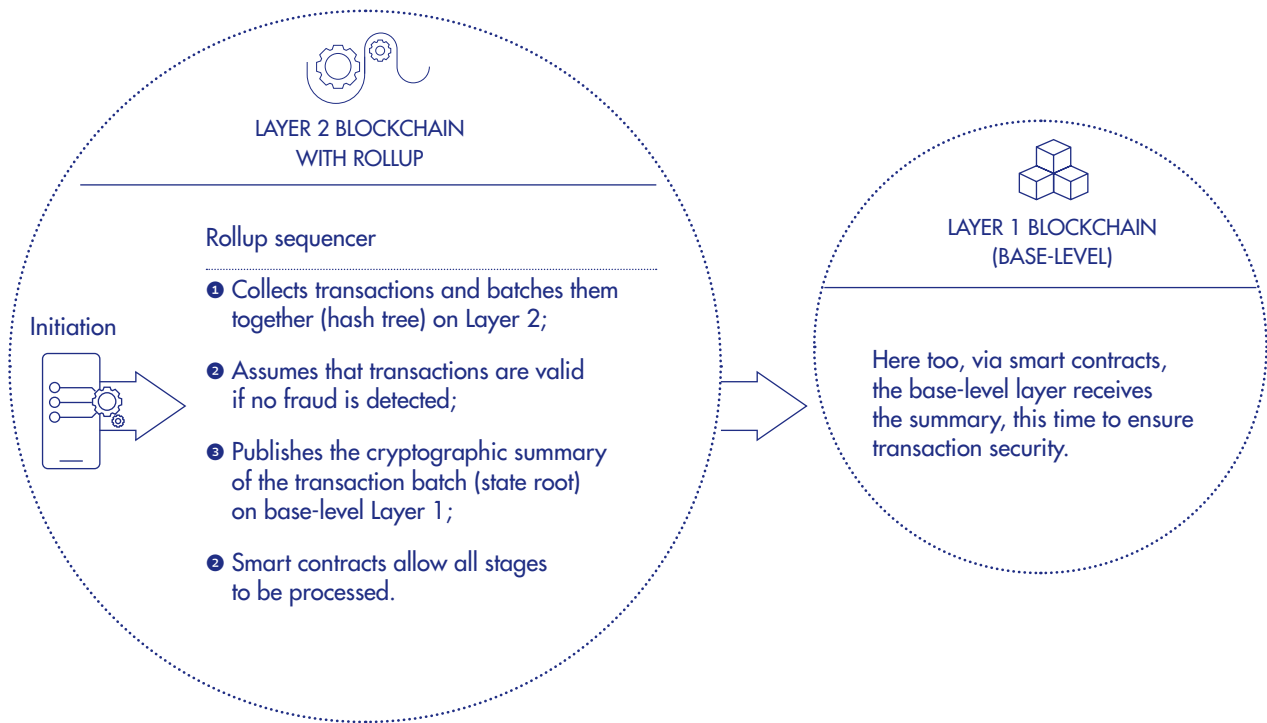 LAYER 2 BLOCKCHAIN
WITH ROLLUP
Initiation
Rollup sequencer
❶ Collects transactions and batches them
together (hash tree) on Layer 2;
❷ Assumes that transactions are valid
if no fraud is detected;
❸ Publishes the cryptographic summary
of the transaction batch (state root)
on base-level Layer 1;
❷ Smart contracts allow all stages
to be processed.
LAYER 1 BLOCKCHAIN
(BASE-LEVEL)
Here too, via smart contracts,
the base-level layer receives
the summary, this time to ensure
transaction security.